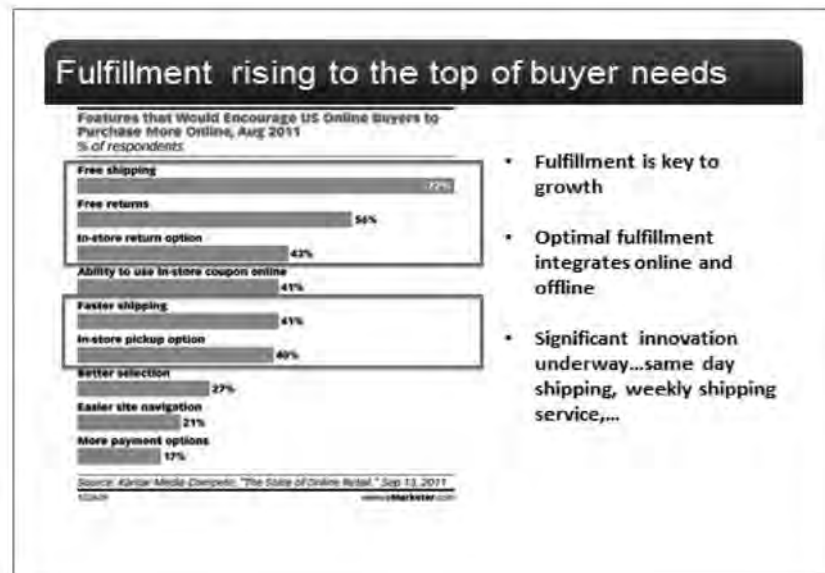 Fulfillment rising to the top of buyer needs
Features that Would Encourage US Online Buyers to
Purchase More Online, Aug 2011
% of respondents
Free shipping
77%
Free returns
56%
In-store return option
43%
Ability to use in-store coupon online
41%
Faster shipping
41%
In-store pickup option
40%
Better selection
27%
Easier site navigation
21%
More payment options
17%
Source: Kantar Media Compete, "The State of Online Retail," Sep 13, 2011
www.eMarketer.com
• Fulfillment is key to
growth
• Optimal fulfillment
integrates online and
offline
• Significant innovation
underway...same day
shipping, weekly shipping
service,...